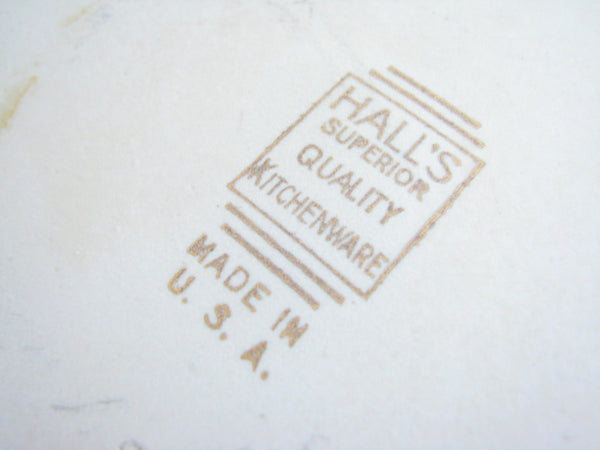 HALL'S
SUPERIOR
QUALITY
KITCHENWARE
MADE IN
U. S. A.